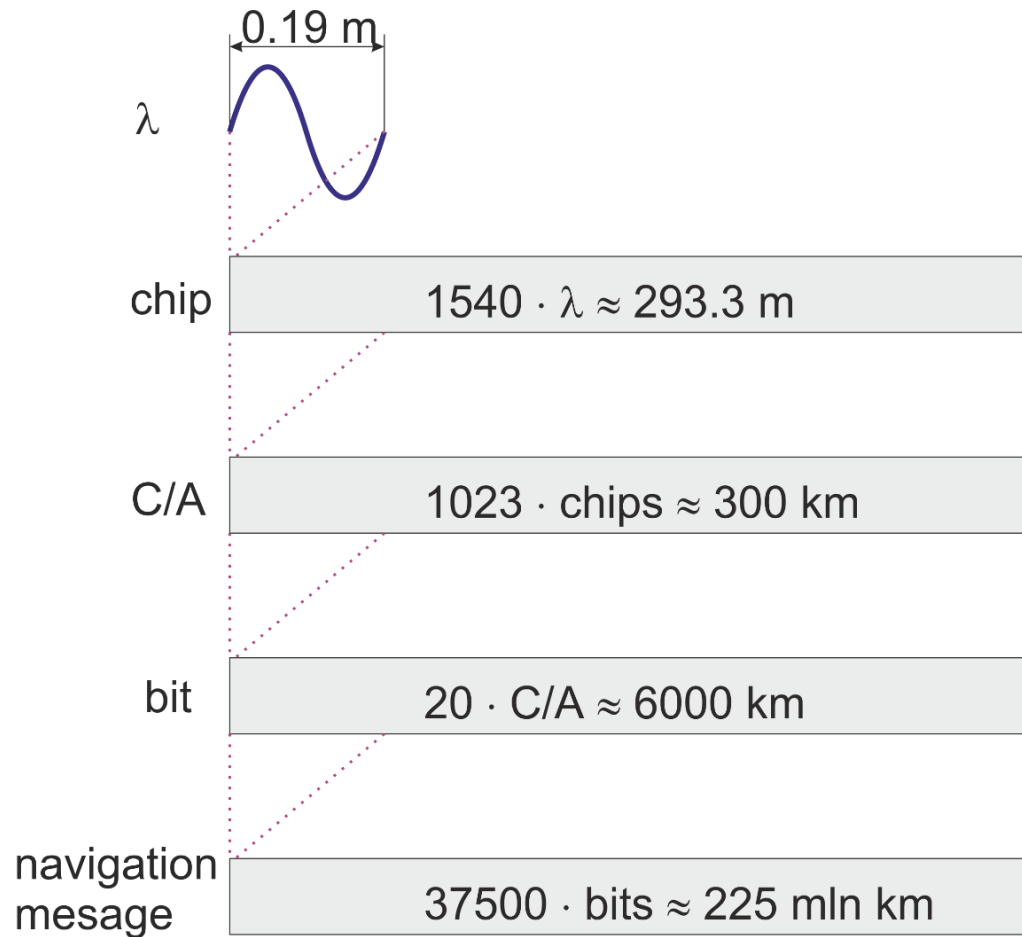 0.19 m
λ
chip 1540 · λ ≈ 293.3 m
C/A 1023 · chips ≈ 300 km
bit 20 · C/A ≈ 6000 km
navigation
mesage 37500 · bits ≈ 225 mln km